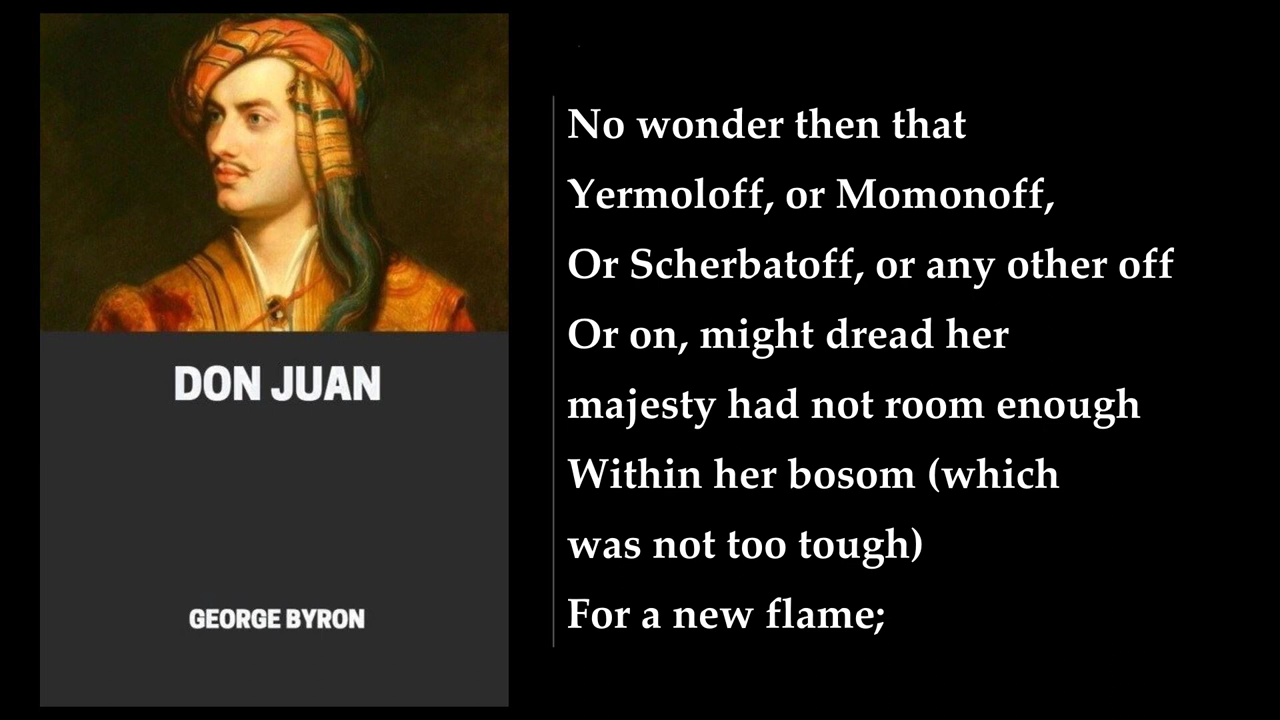 DON JUAN
GEORGE BYRON
No wonder then that
Yermoloff, or Momonoff,
Or Scherbatoff, or any other off
Or on, might dread her
majesty had not room enough
Within her bosom (which
was not too tough)
For a new flame;